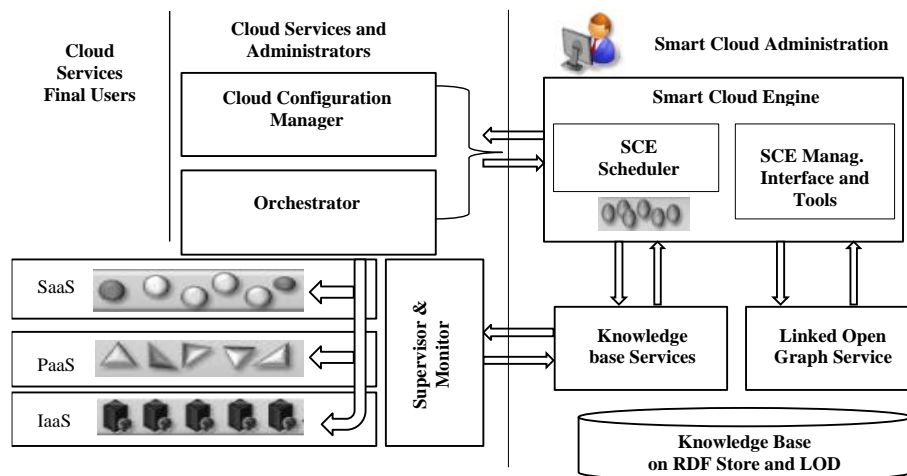 Cloud
Services
Final Users
Cloud Services and
Administrators
Cloud Configuration
Manager
Orchestrator
SaaS
PaaS
IaaS
Supervisor &
Monitor
Smart Cloud Administration
Smart Cloud Engine
SCE
Scheduler
SCE Manag.
Interface and
Tools
Knowledge
base Services
Linked Open
Graph Service
Knowledge Base
on RDF Store and LOD